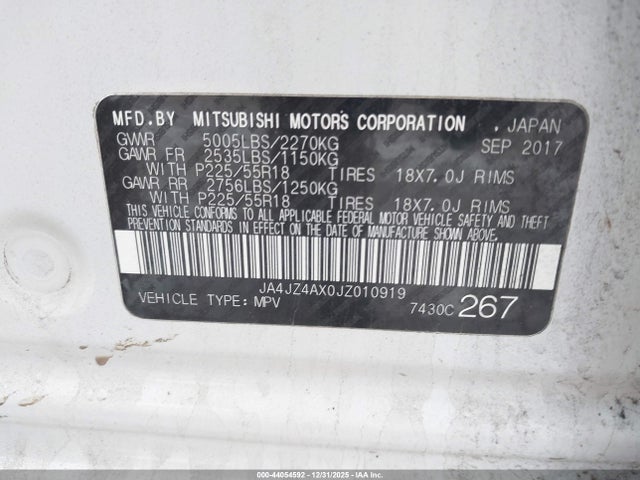 MFD.BY MITSUBISHI MOTORS CORPORATION . JAPAN
GVWR 5005LBS/2270KG SEP 2017
GAWR FR 2535LBS/1150KG
WITH P225/55R18 TIRES 18X7.0J RIMS
GAWR RR 2756LBS/1250KG
WITH P225/55R18 TIRES 18X7.0J RIMS
THIS VEHICLE CONFORMS TO ALL APPLICABLE FEDERAL MOTOR VEHICLE SAFETY AND THEFT
PREVENTION STANDARDS IN EFFECT ON THE DATE OF MANUFACTURE SHOWN ABOVE.
JA4JZ4AX0JZ010919
VEHICLE TYPE: MPV 7430C 267
000-44054592 - 12/31/2025 - IAAI.COM